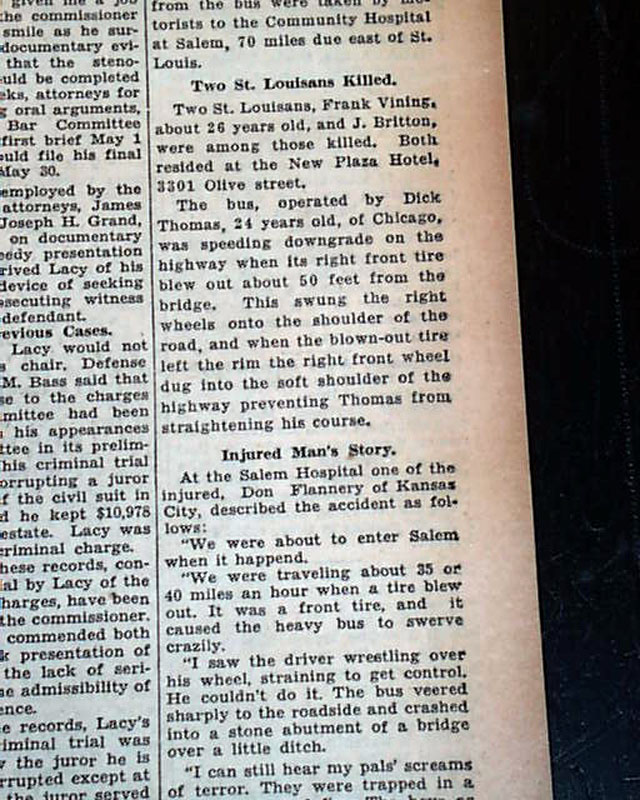 given me a job
the commissioner
smile as he sur-
documentary evi-
that the steno-
uld be completed
eks, attorneys for
g oral arguments,
Bar Committee
first brief May 1
ould file his final
May 30.
employed by the
attorneys, James
Joseph H. Grand,
on documentary
eedy presentation
rived Lacy of his
device of seeking
osecuting witness
defendant.
evious Cases.
Lacy would not
s chair, Defense
M. Bass said that
se to the charges
mittee had been
his appearances
ttee in its prelim-
his criminal trial
orrupting a juror
f the civil suit in
d he kept $10,978
estate. Lacy was
criminal charge.
hese records, con-
al by Lacy of the
harges, have been
the commissioner.
commended both
k presentation of
the lack of seri-
he admissibility of
ence.
e records, Lacy's
iminal trial was
y the juror he is
rrupted except at
the juror served
from the bus were taken by mo-
torists to the Community Hospital
at Salem, 70 miles due east of St.
Louis.
Two St. Louisans Killed.
Two St. Louisans, Frank Vining,
about 26 years old, and J. Britton,
were among those killed. Both
resided at the New Plaza Hotel,
3301 Olive street.
The bus, operated by Dick
Thomas, 24 years old, of Chicago,
was speeding downgrade on the
highway when its right front tire
blew out about 50 feet from the
bridge. This swung the right
wheels onto the shoulder of the
road, and when the blown-out tire
left the rim the right front wheel
dug into the soft shoulder of the
highway preventing Thomas from
straightening his course.
Injured Man's Story.
At the Salem Hospital one of the
injured, Don Flannery of Kansas
City, described the accident as fol-
lows:
"We were about to enter Salem
when it happend.
"We were traveling about 35 or
40 miles an hour when a tire blew
out. It was a front tire, and it
caused the heavy bus to swerve
crazily.
"I saw the driver wrestling over
his wheel, straining to get control.
He couldn't do it. The bus veered
sharply to the roadside and crashed
into a stone abutment of a bridge
over a little ditch.
"I can still hear my pals' screams
of terror. They were trapped in a